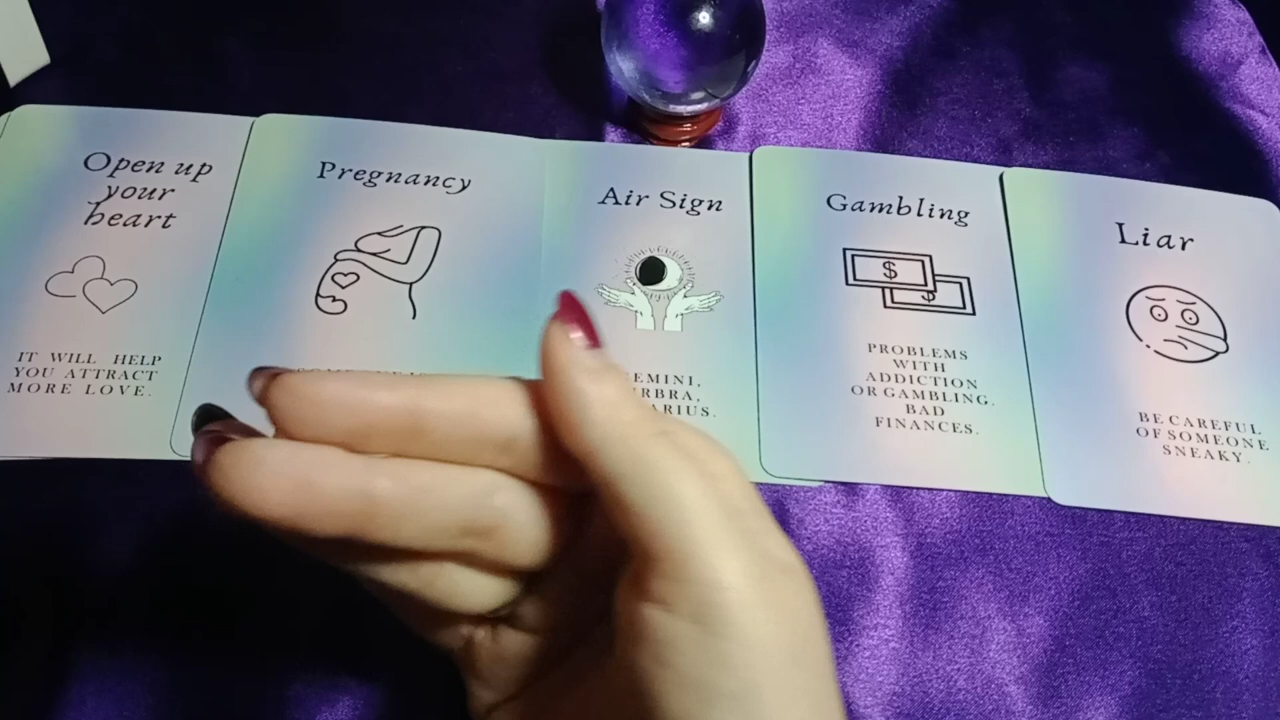 Open up
your
heart
IT WILL HELP
YOU ATTRACT
MORE LOVE.
Pregnancy
Air Sign
Gambling
$
$
PROBLEMS
WITH
ADDICTION
OR GAMBLING.
BAD
FINANCES.
Liar
BE CAREFUL
OF SOMEONE
SNEAKY.